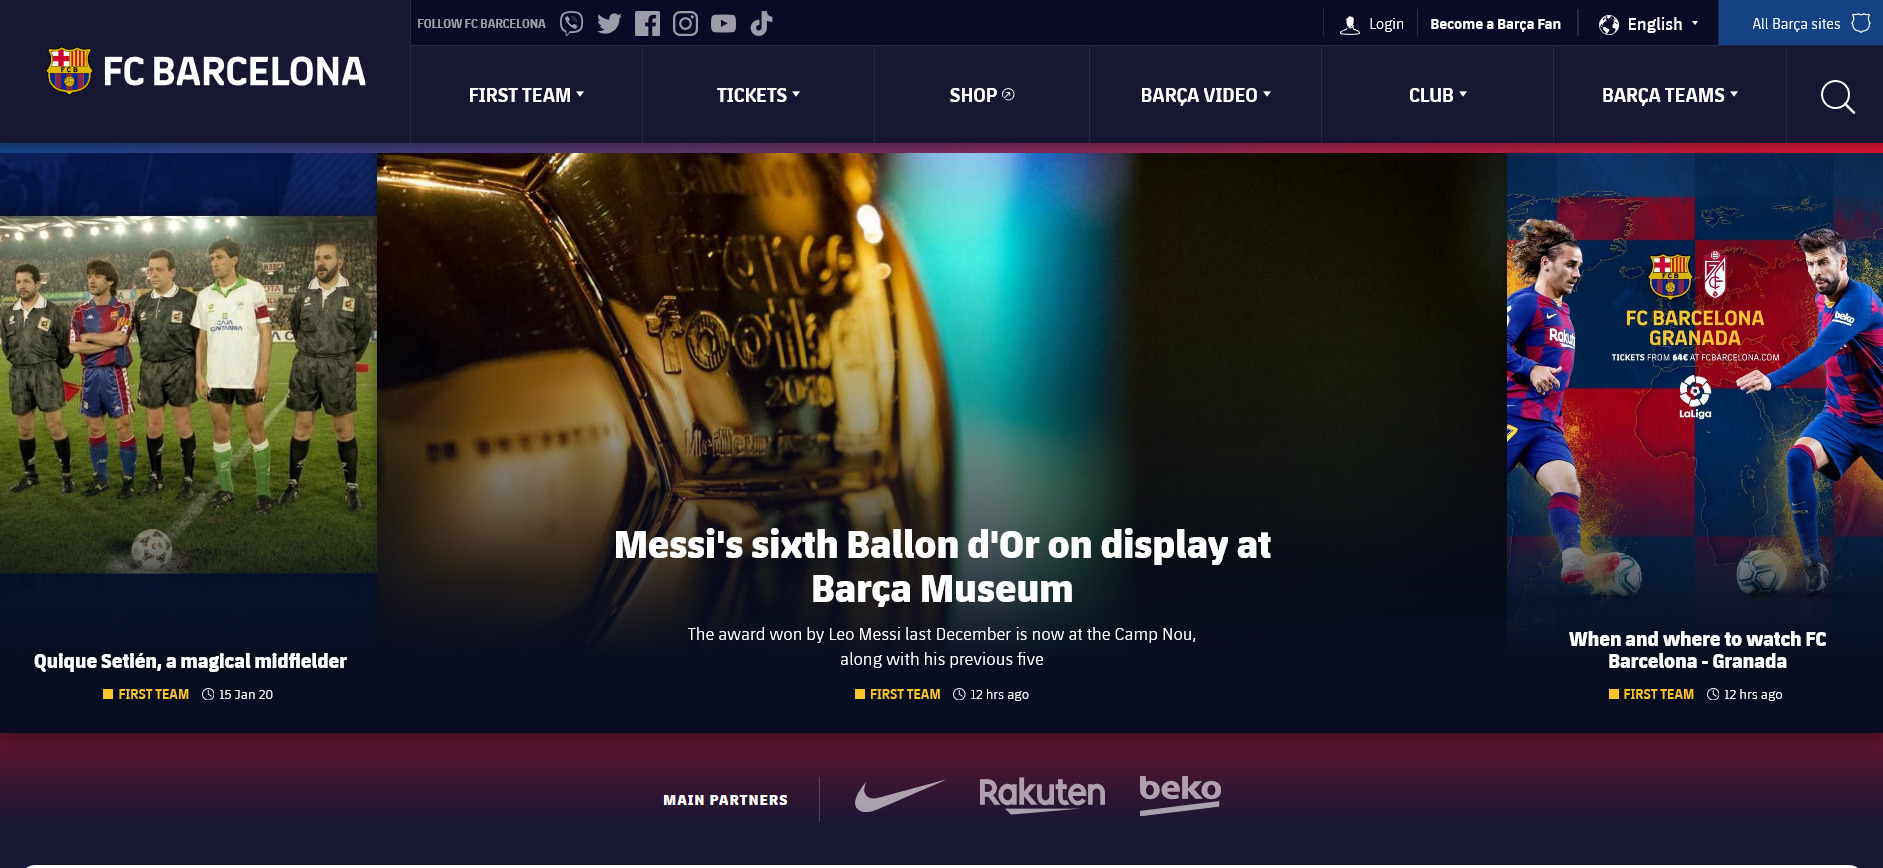 FC BARCELONA
FOLLOW FC BARCELONA
Login
Become a Barça Fan
English
All Barça sites
FIRST TEAM
TICKETS
SHOP
BARÇA VIDEO
CLUB
BARÇA TEAMS
CAJA
CANTABRIA
Quique Setién, a magical midfielder
FIRST TEAM
15 Jan 20
2019
Messi's sixth Ballon d'Or on display at
Barça Museum
The award won by Leo Messi last December is now at the Camp Nou,
along with his previous five
FIRST TEAM
12 hrs ago
FC BARCELONA
GRANADA
TICKETS FROM 64€ AT FCBARCELONA.COM
LaLiga
beko
When and where to watch FC
Barcelona - Granada
FIRST TEAM
12 hrs ago
MAIN PARTNERS
Rakuten
beko